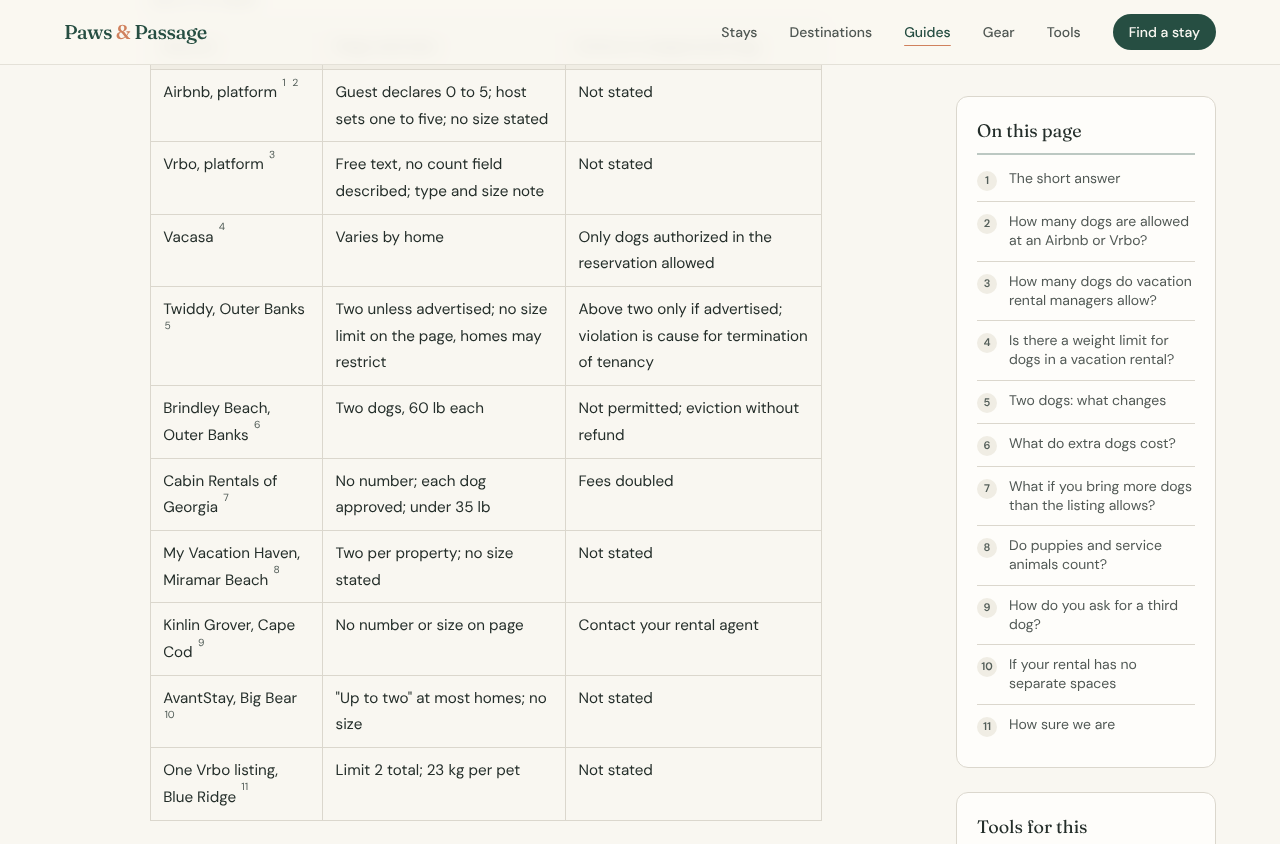 Paws & Passage
Stays
Destinations
Guides
Gear
Tools
Find a stay
Airbnb, platform 1 2
Guest declares 0 to 5; host
sets one to five; no size stated
Not stated
Vrbo, platform 3
Free text, no count field
described; type and size note
Not stated
Vacasa 4
Varies by home
Only dogs authorized in the
reservation allowed
Twiddy, Outer Banks
5
Two unless advertised; no size
limit on the page, homes may
restrict
Above two only if advertised;
violation is cause for termination
of tenancy
Brindley Beach,
Outer Banks 6
Two dogs, 60 lb each
Not permitted; eviction without
refund
Cabin Rentals of
Georgia 7
No number; each dog
approved; under 35 lb
Fees doubled
My Vacation Haven,
Miramar Beach 8
Two per property; no size
stated
Not stated
Kinlin Grover, Cape
Cod 9
No number or size on page
Contact your rental agent
AvantStay, Big Bear
10
"Up to two" at most homes; no
size
Not stated
One Vrbo listing,
Blue Ridge 11
Limit 2 total; 23 kg per pet
Not stated
On this page
1 The short answer
2 How many dogs are allowed
at an Airbnb or Vrbo?
3 How many dogs do vacation
rental managers allow?
4 Is there a weight limit for
dogs in a vacation rental?
5 Two dogs: what changes
6 What do extra dogs cost?
7 What if you bring more dogs
than the listing allows?
8 Do puppies and service
animals count?
9 How do you ask for a third
dog?
10 If your rental has no
separate spaces
11 How sure we are
Tools for this